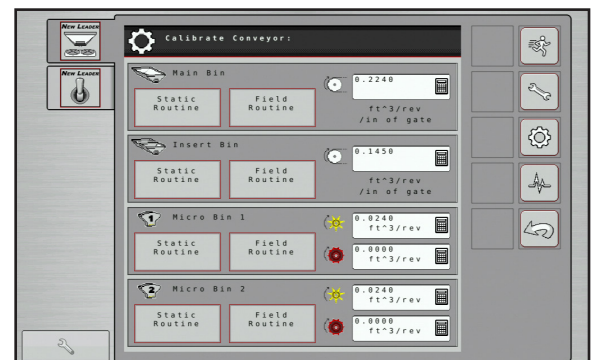 NEW LEADER
NEW LEADER
Calibrate Conveyor:
Main Bin
Static
Routine
Field
Routine
0.2240
ft^3/rev
/in of gate
Insert Bin
Static
Routine
Field
Routine
0.1450
ft^3/rev
/in of gate
1
Micro Bin 1
Static
Routine
Field
Routine
0.0240
ft^3/rev
0.0000
ft^3/rev
2
Micro Bin 2
Static
Routine
Field
Routine
0.0240
ft^3/rev
0.0000
ft^3/rev